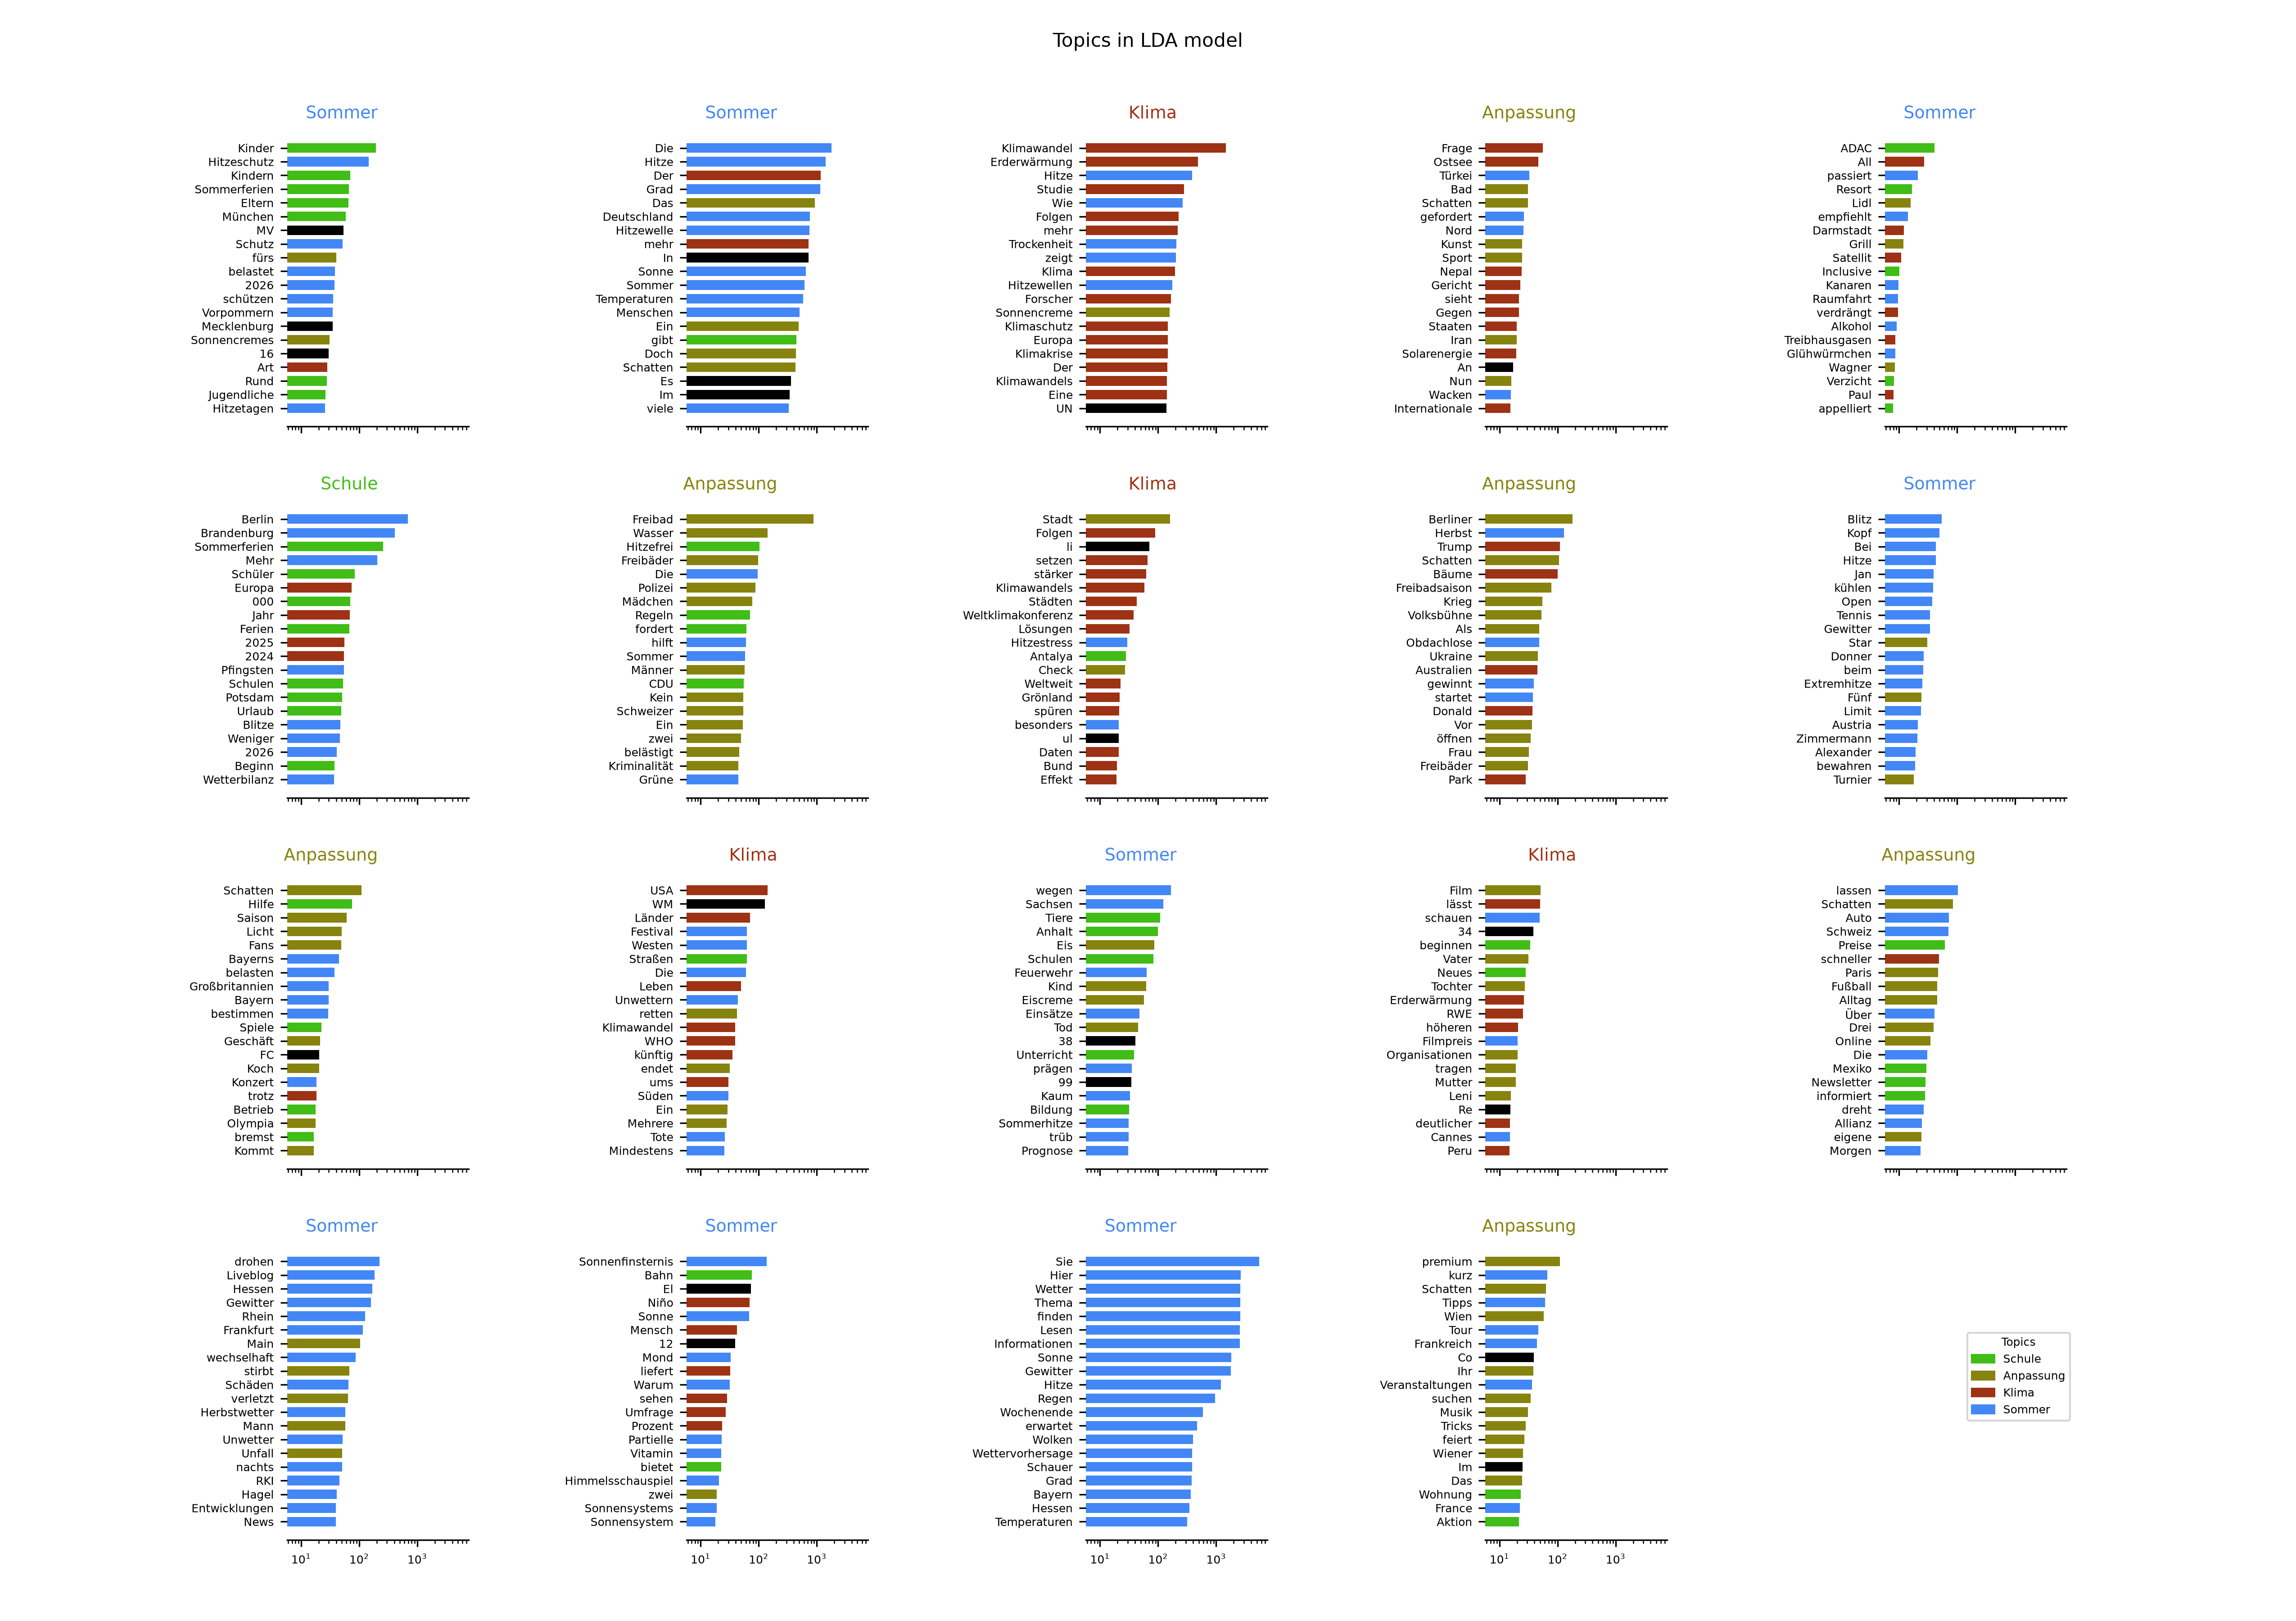 Topics in LDA model
Sommer
Kinder
Hitzeschutz
Kindern
Sommerferien
Eltern
München
MV
Schutz
fürs
belastet
2026
schützen
Vorpommern
Mecklenburg
Sonnencremes
16
Art
Rund
Jugendliche
Hitzetagen
Sommer
Die
Hitze
Der
Grad
Das
Deutschland
Hitzewelle
mehr
In
Sonne
Sommer
Temperaturen
Menschen
Ein
gibt
Doch
Schatten
Es
Im
viele
Klima
Klimawandel
Erderwärmung
Hitze
Studie
Wie
Folgen
mehr
Trockenheit
zeigt
Klima
Hitzewellen
Forscher
Sonnencreme
Klimaschutz
Europa
Klimakrise
Der
Klimawandels
Eine
UN
Anpassung
Frage
Ostsee
Türkei
Bad
Schatten
gefordert
Nord
Kunst
Sport
Nepal
Gericht
sieht
Gegen
Staaten
Iran
Solarenergie
An
Nun
Wacken
Internationale
Sommer
ADAC
All
passiert
Resort
Lidl
empfiehlt
Darmstadt
Grill
Satellit
Inclusive
Kanaren
Raumfahrt
verdrängt
Alkohol
Treibhausgasen
Glühwürmchen
Wagner
Verzicht
Paul
appelliert
Schule
Berlin
Brandenburg
Sommerferien
Mehr
Schüler
Europa
000
Jahr
Ferien
2025
2024
Pfingsten
Schulen
Potsdam
Urlaub
Blitze
Weniger
2026
Beginn
Wetterbilanz
Anpassung
Freibad
Wasser
Hitzefrei
Freibäder
Die
Polizei
Mädchen
Regeln
fordert
hilft
Sommer
Männer
CDU
Kein
Schweizer
Ein
zwei
belästigt
Kriminalität
Grüne
Klima
Stadt
Folgen
li
setzen
stärker
Klimawandels
Städten
Weltklimakonferenz
Lösungen
Hitzestress
Antalya
Check
Weltweit
Grönland
spüren
besonders
ul
Daten
Bund
Effekt
Anpassung
Berliner
Herbst
Trump
Schatten
Bäume
Freibadsaison
Krieg
Volksbühne
Als
Obdachlose
Ukraine
Australien
gewinnt
startet
Donald
Vor
öffnen
Frau
Freibäder
Park
Sommer
Blitz
Kopf
Bei
Hitze
Jan
kühlen
Open
Tennis
Gewitter
Star
Donner
beim
Extremhitze
Fünf
Limit
Austria
Zimmermann
Alexander
bewahren
Turnier
Anpassung
Schatten
Hilfe
Saison
Licht
Fans
Bayerns
belasten
Großbritannien
Bayern
bestimmen
Spiele
Geschäft
FC
Koch
Konzert
trotz
Betrieb
Olympia
bremst
Kommt
Klima
USA
WM
Länder
Festival
Westen
Straßen
Die
Leben
Unwettern
retten
Klimawandel
WHO
künftig
endet
ums
Süden
Ein
Mehrere
Tote
Mindestens
Sommer
wegen
Sachsen
Tiere
Anhalt
Eis
Schulen
Feuerwehr
Kind
Eiscreme
Einsätze
Tod
38
Unterricht
prägen
99
Kaum
Bildung
Sommerhitze
trüb
Prognose
Klima
Film
lässt
schauen
34
beginnen
Vater
Neues
Tochter
Erderwärmung
RWE
höheren
Filmpreis
Organisationen
tragen
Mutter
Leni
Re
deutlicher
Cannes
Peru
Anpassung
lassen
Schatten
Auto
Schweiz
Preise
schneller
Paris
Fußball
Alltag
Über
Drei
Online
Die
Mexiko
Newsletter
informiert
dreht
Allianz
eigene
Morgen
Sommer
drohen
Liveblog
Hessen
Gewitter
Rhein
Frankfurt
Main
wechselhaft
stirbt
Schäden
verletzt
Herbstwetter
Mann
Unwetter
Unfall
nachts
RKI
Hagel
Entwicklungen
News
10¹ 10² 10³
Sommer
Sonnenfinsternis
Bahn
El
Niño
Sonne
Mensch
12
Mond
liefert
Warum
sehen
Umfrage
Prozent
Partielle
Vitamin
bietet
Himmelsschauspiel
zwei
Sonnensystems
Sonnensystem
10¹ 10² 10³
Sommer
Sie
Hier
Wetter
Thema
finden
Lesen
Informationen
Sonne
Gewitter
Hitze
Regen
Wochenende
erwartet
Wolken
Wettervorhersage
Schauer
Grad
Bayern
Hessen
Temperaturen
10¹ 10² 10³
Anpassung
premium
kurz
Schatten
Tipps
Wien
Tour
Frankreich
Co
Ihr
Veranstaltungen
suchen
Musik
Tricks
feiert
Wiener
Im
Das
Wohnung
France
Aktion
10¹ 10² 10³
Topics
Schule
Anpassung
Klima
Sommer